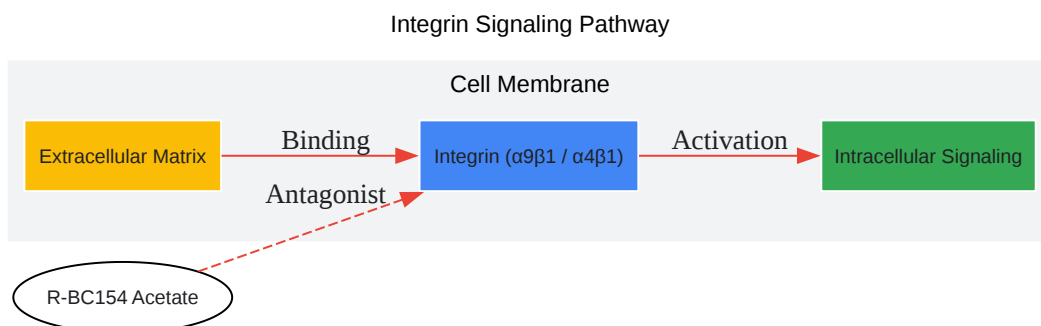 Integrin Signaling Pathway
Cell Membrane
Extracellular Matrix
Binding
Integrin (α9β1 / α4β1)
Activation
Intracellular Signaling
Antagonist
R-BC154 Acetate